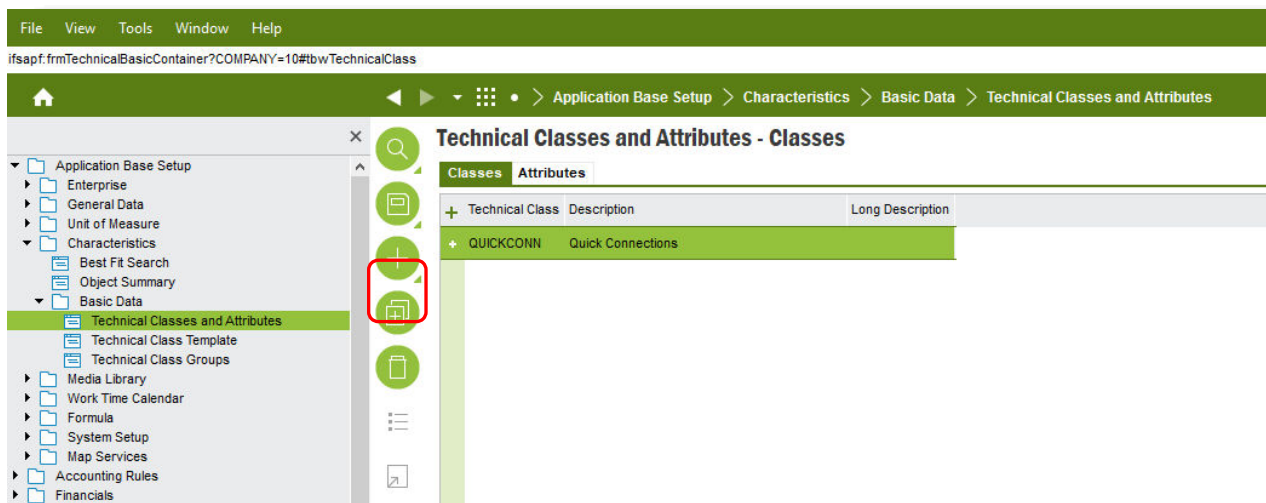 File View Tools Window Help
ifsapf:frmTechnicalBasicContainer?COMPANY=10#tbwTechnicalClass
> Application Base Setup > Characteristics > Basic Data > Technical Classes and Attributes
Technical Classes and Attributes - Classes
Classes Attributes
Technical Class Description Long Description
QUICKCONN Quick Connections
Application Base Setup
Enterprise
General Data
Unit of Measure
Characteristics
Best Fit Search
Object Summary
Basic Data
Technical Classes and Attributes
Technical Class Template
Technical Class Groups
Media Library
Work Time Calendar
Formula
System Setup
Map Services
Accounting Rules
Financials